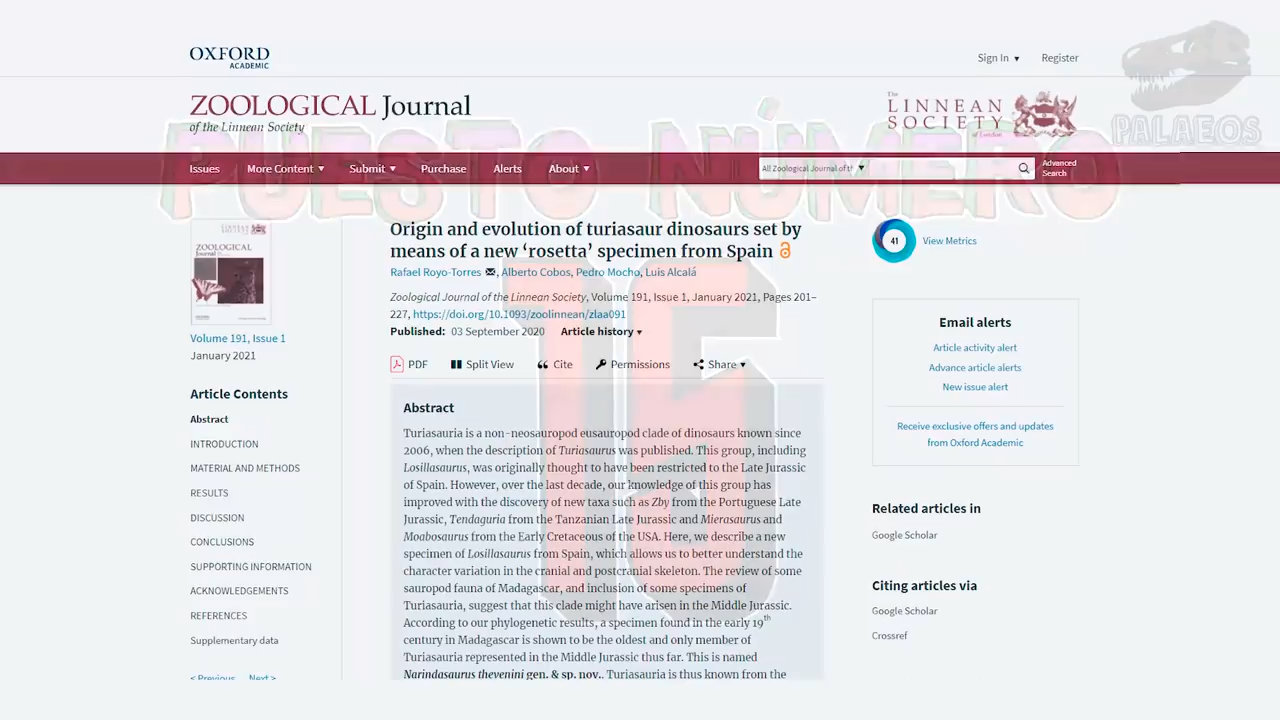 OXFORD
ACADEMIC
Sign In
Register
PALAEOS
ZOOLOGICAL Journal
of the Linnean Society
The
LINNEAN
SOCIETY
of London
PUESTO NÚMERO
15
Issues
More Content
Submit
Purchase
Alerts
About
All Zoological Journal of th
Advanced
Search
Origin and evolution of turiasaur dinosaurs set by
means of a new ‘rosetta’ specimen from Spain
Rafael Royo-Torres, Alberto Cobos, Pedro Mocho, Luis Alcalá
Zoological Journal of the Linnean Society, Volume 191, Issue 1, January 2021, Pages 201–
227, https://doi.org/10.1093/zoolinnean/zlaa091
Published: 03 September 2020 Article history
PDF
Split View
Cite
Permissions
Share
41
View Metrics
ZOOLOGICAL
Volume 191, Issue 1
January 2021
Article Contents
Abstract
INTRODUCTION
MATERIAL AND METHODS
RESULTS
DISCUSSION
CONCLUSIONS
SUPPORTING INFORMATION
ACKNOWLEDGEMENTS
REFERENCES
Supplementary data
< Previous Next >
Abstract
Turiasauria is a non-neosauropod eusauropod clade of dinosaurs known since
2006, when the description of Turiasaurus was published. This group, including
Losillasaurus, was originally thought to have been restricted to the Late Jurassic
of Spain. However, over the last decade, our knowledge of this group has
improved with the discovery of new taxa such as Zby from the Portuguese Late
Jurassic, Tendaguria from the Tanzanian Late Jurassic and Mierasaurus and
Moabosaurus from the Early Cretaceous of the USA. Here, we describe a new
specimen of Losillasaurus from Spain, which allows us to better understand the
character variation in the cranial and postcranial skeleton. The review of some
sauropod fauna of Madagascar, and inclusion of some specimens of
Turiasauria, suggest that this clade might have arisen in the Middle Jurassic.
According to our phylogenetic results, a specimen found in the early 19th
century in Madagascar is shown to be the oldest and only member of
Turiasauria represented in the Middle Jurassic thus far. This is named
Narindasaurus thevenini gen. & sp. nov.. Turiasauria is thus known from the
Email alerts
Article activity alert
Advance article alerts
New issue alert
Receive exclusive offers and updates
from Oxford Academic
Related articles in
Google Scholar
Citing articles via
Google Scholar
Crossref